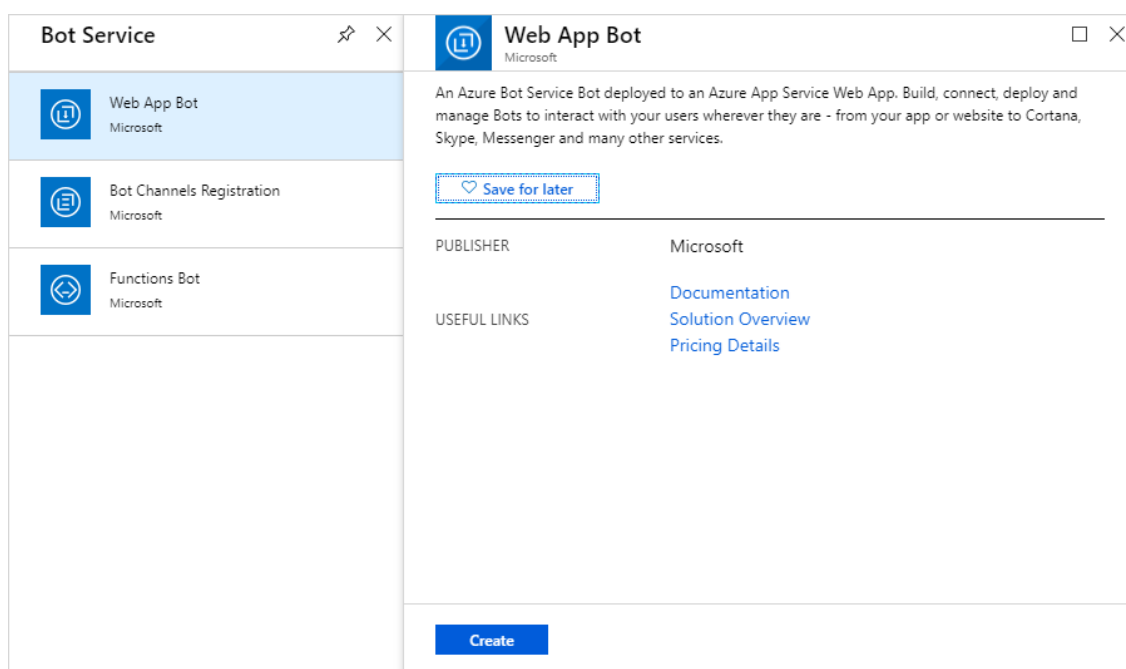 Bot Service
Web App Bot
Microsoft
Bot Channels Registration
Microsoft
Functions Bot
Microsoft
Web App Bot
Microsoft
An Azure Bot Service Bot deployed to an Azure App Service Web App. Build, connect, deploy and
manage Bots to interact with your users wherever they are - from your app or website to Cortana,
Skype, Messenger and many other services.
Save for later
PUBLISHER
Microsoft
USEFUL LINKS
Documentation
Solution Overview
Pricing Details
Create